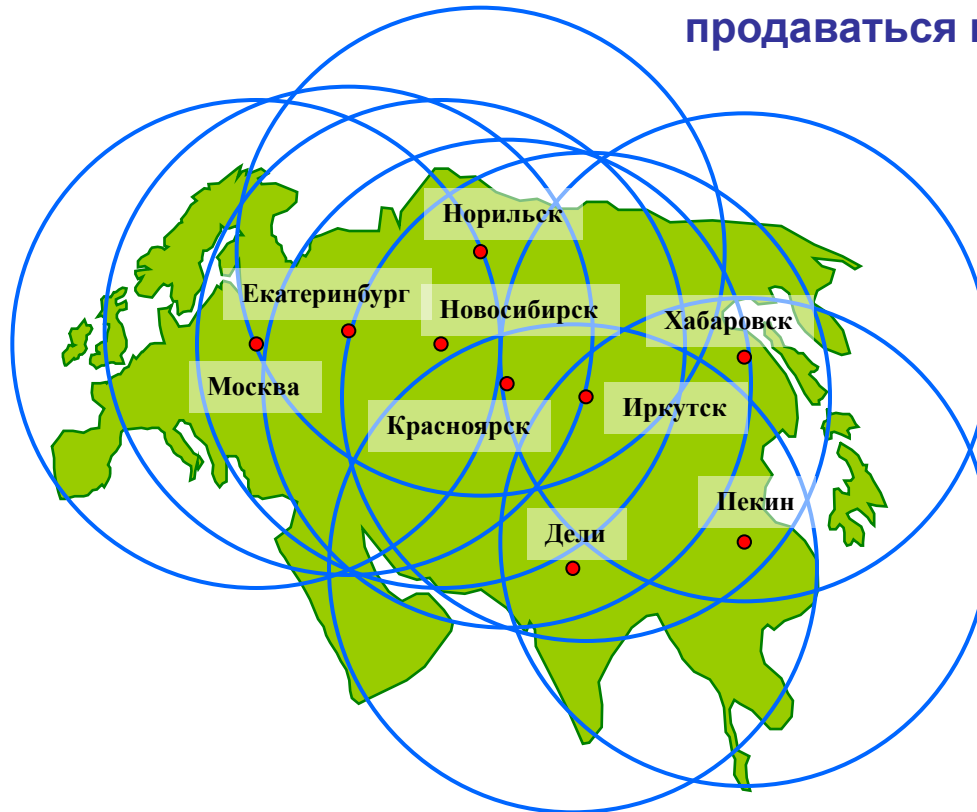 продаваться
Норильск
Екатеринбург
Новосибирск
Хабаровск
Москва
Красноярск
Иркутск
Пекин
Дели